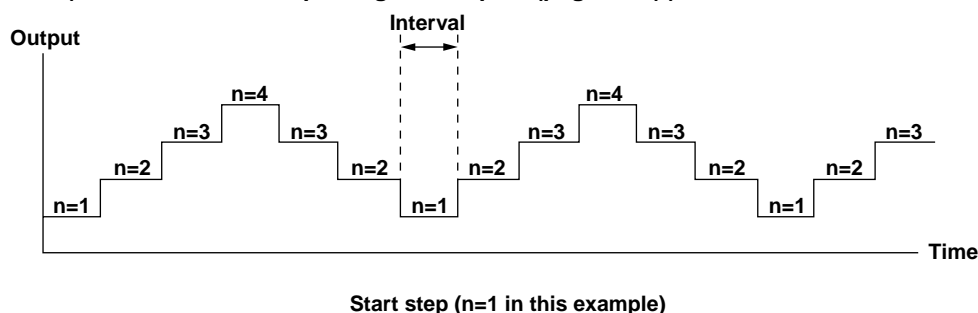 Interval
Output
n=4 n=4
n=3 n=3 n=3 n=3 n=3
n=2 n=2 n=2 n=2 n=2
n=1 n=1 n=1
Time
Start step (n=1 in this example)